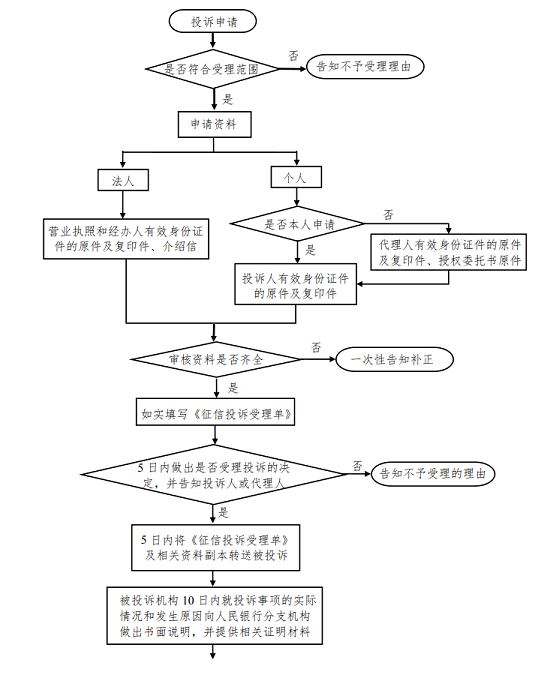 投诉申请
否
是否符合受理范围
告知不予受理理由
是
申请资料
法人
个人
营业执照和经办人有效身份证
件的原件及复印件、介绍信
是否本人申请
否
代理人有效身份证件的原件
及复印件、授权委托书原件
是
投诉人有效身份证件
的原件及复印件
审核资料是否齐全
否
一次性告知补正
是
如实填写《征信投诉受理单》
5日内做出是否受理投诉的决
定，并告知投诉人或代理人
否
告知不予受理的理由
是
5日内将《征信投诉受理单》
及相关资料副本转送被投诉
被投诉机构10日内就投诉事项的实际
情况和发生原因向人民银行分支机构
做出书面说明，并提供相关证明材料